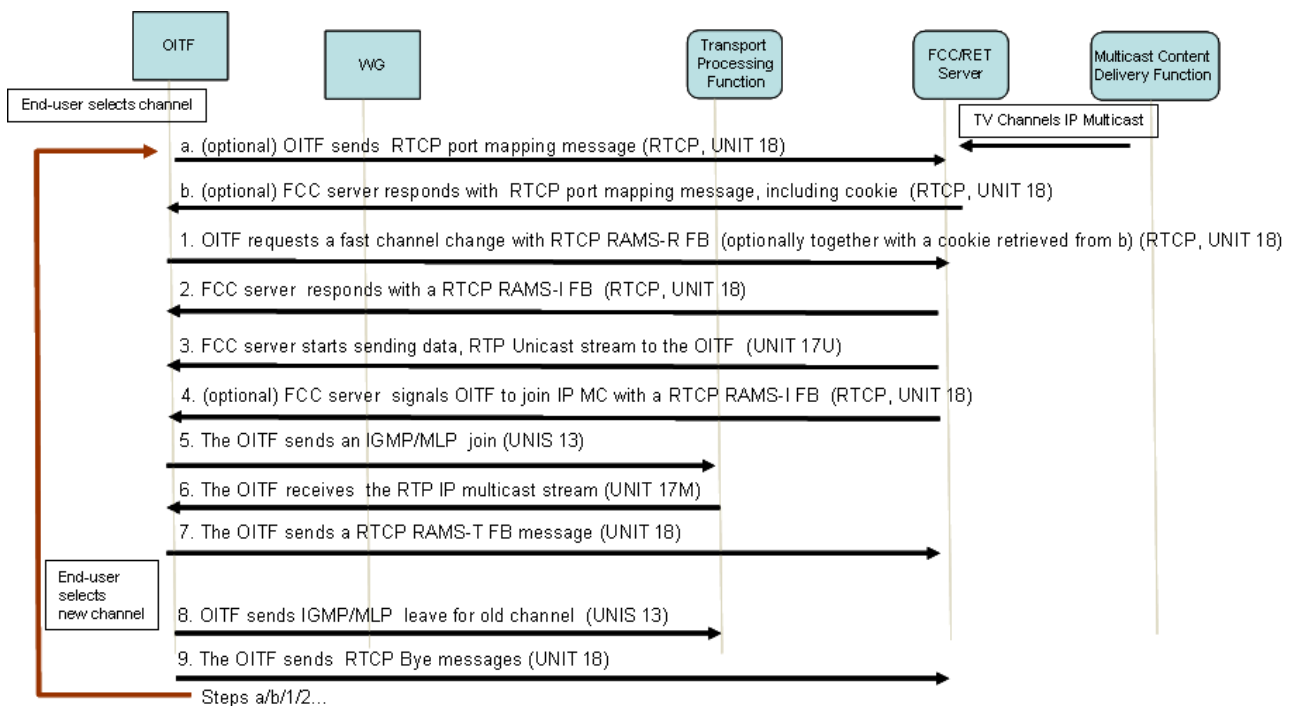 OITF
WG
Transport
Processing
Function
FCC/RET
Server
Multicast Content
Delivery Function
End-user selects channel
TV Channels IP Multicast
a. (optional) OITF sends RTCP port mapping message (RTCP, UNIT 18)
b. (optional) FCC server responds with RTCP port mapping message, including cookie (RTCP, UNIT 18)
1. OITF requests a fast channel change with RTCP RAMS-R FB (optionally together with a cookie retrieved from b) (RTCP, UNIT 18)
2. FCC server responds with a RTCP RAMS-I FB (RTCP, UNIT 18)
3. FCC server starts sending data, RTP Unicast stream to the OITF (UNIT 17U)
4. (optional) FCC server signals OITF to join IP MC with a RTCP RAMS-I FB (RTCP, UNIT 18)
5. The OITF sends an IGMP/MLP join (UNIS 13)
6. The OITF receives the RTP IP multicast stream (UNIT 17M)
7. The OITF sends a RTCP RAMS-T FB message (UNIT 18)
End-user
selects
new channel
8. OITF sends IGMP/MLP leave for old channel (UNIS 13)
9. The OITF sends RTCP Bye messages (UNIT 18)
Steps a/b/1/2...